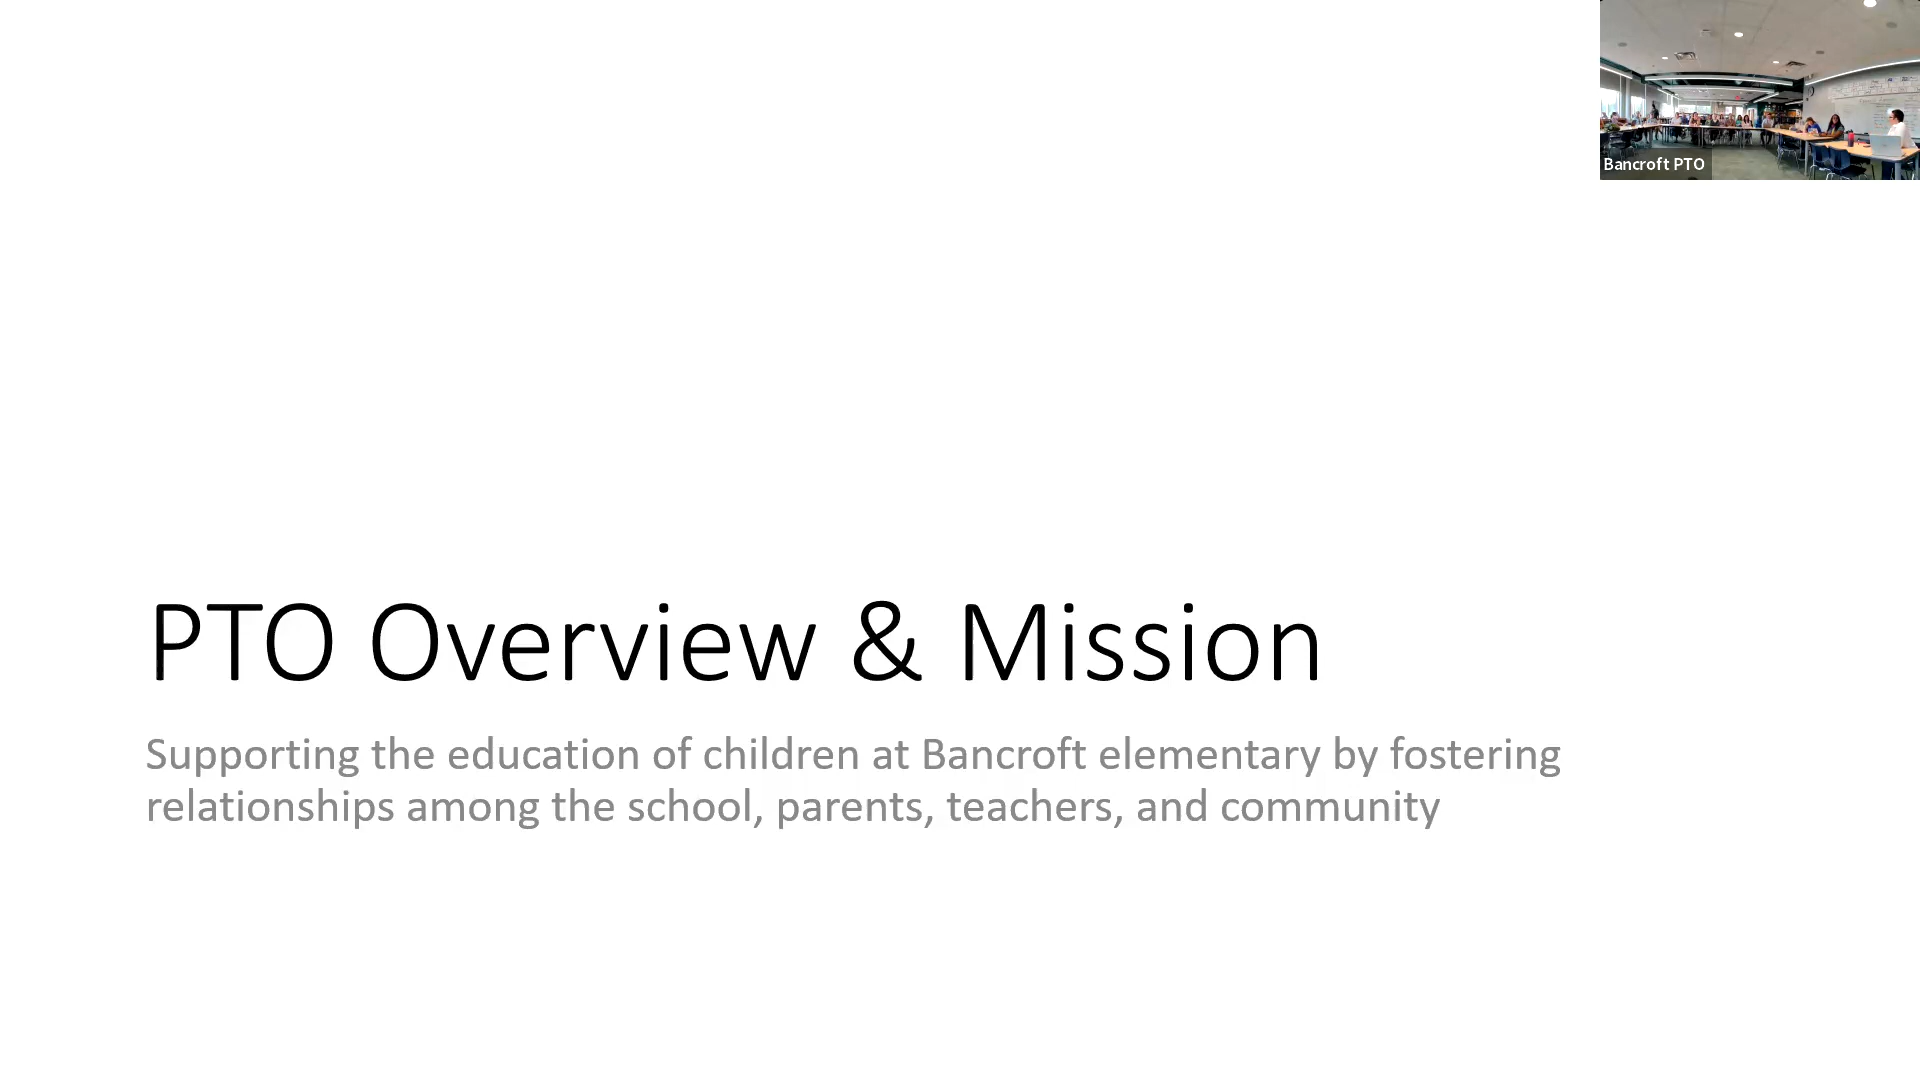 Bancroft PTO
PTO Overview & Mission
Supporting the education of children at Bancroft elementary by fostering
relationships among the school, parents, teachers, and community